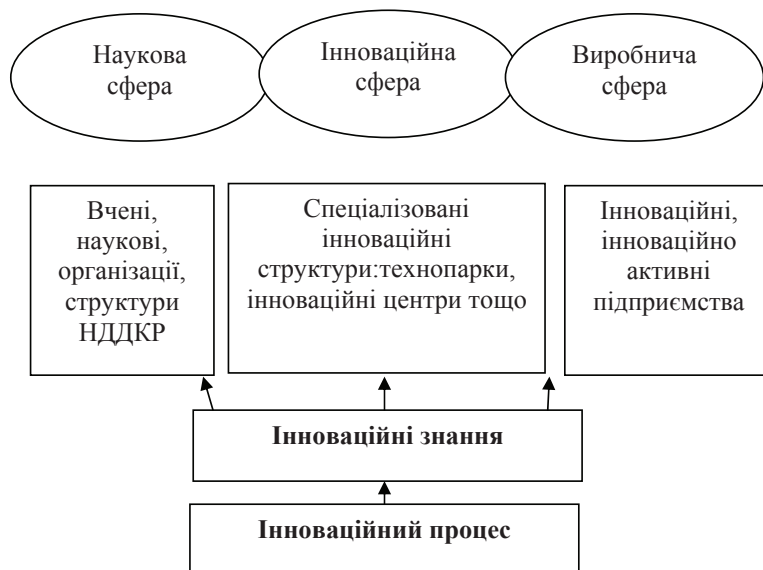 Наукова
сфера
Інноваційна
сфера
Виробнича
сфера
Вчені,
наукові,
організації,
структури
НДДКР
Спеціалізовані
інноваційні
структури:технопарки,
інноваційні центри тощо
Інноваційні,
інноваційно
активні
підприємства
Інноваційні знання
Інноваційний процес